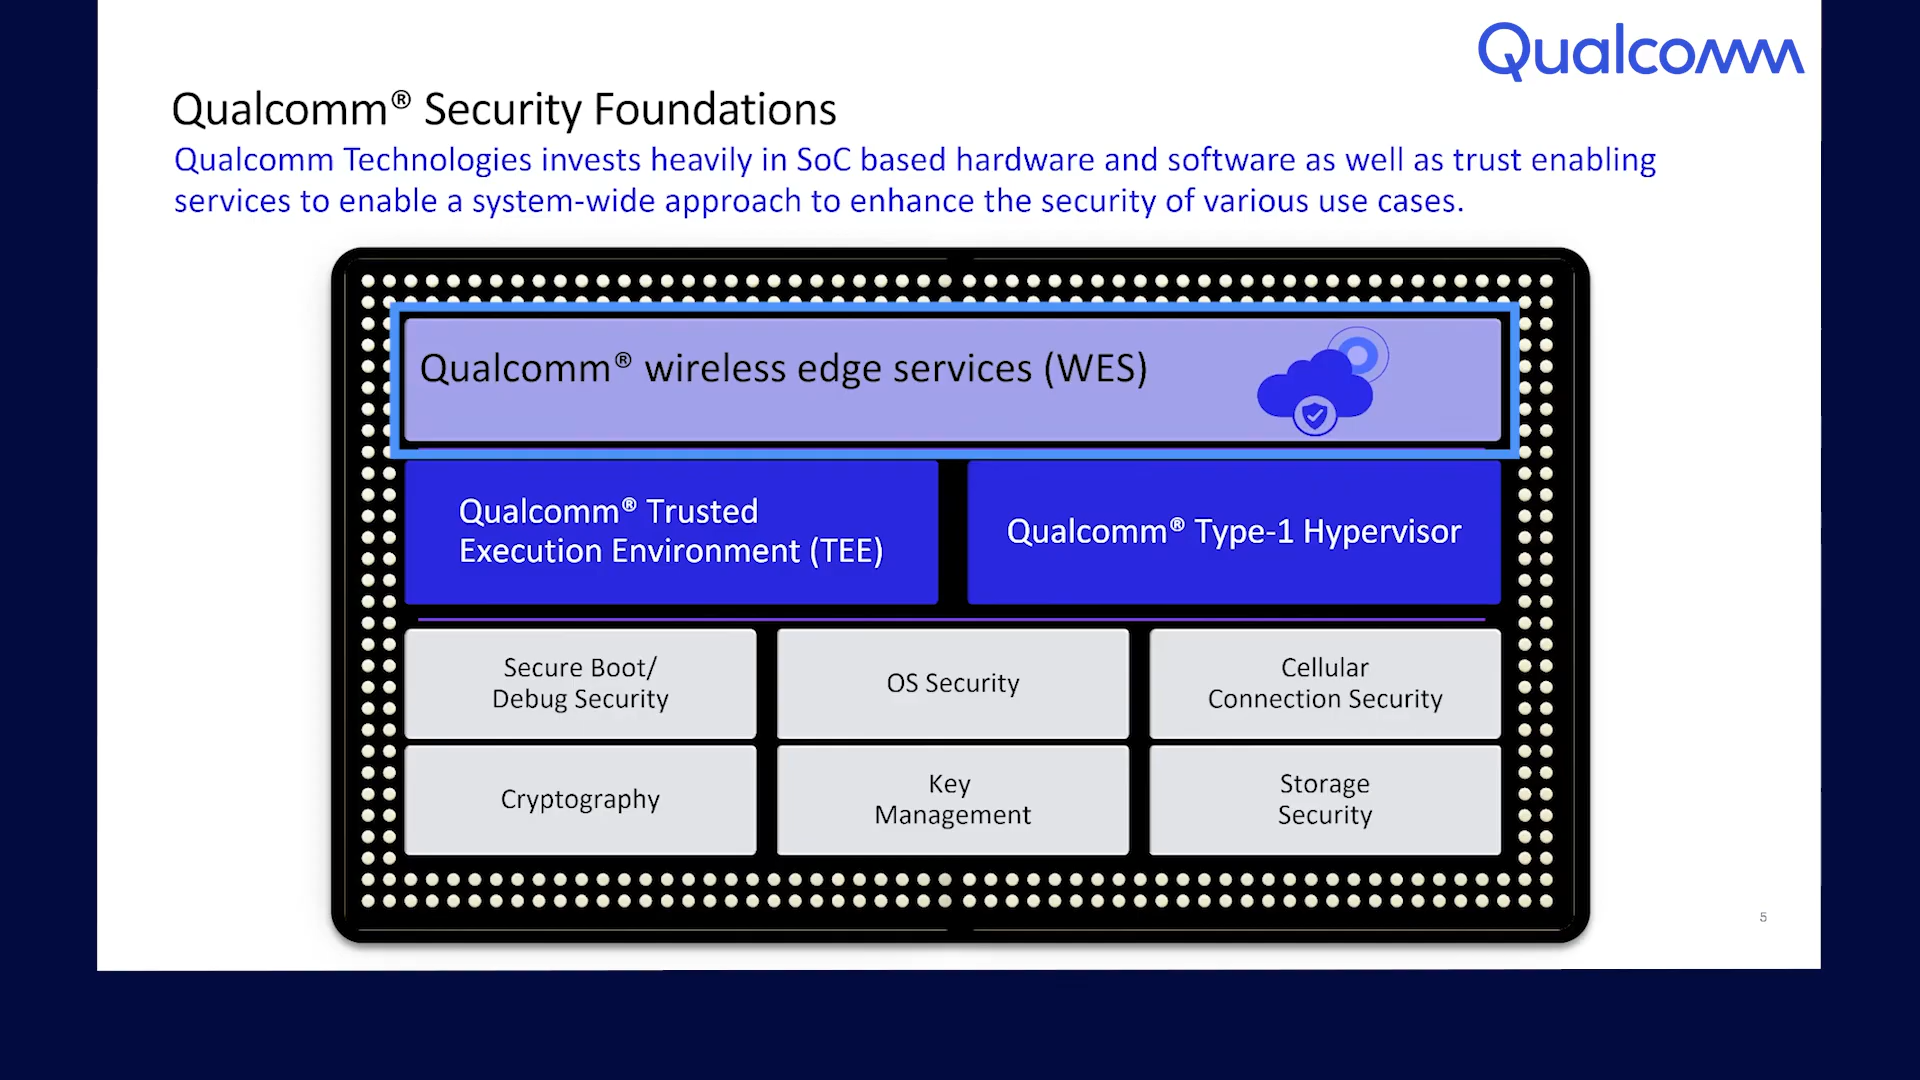 Qualcomm
Qualcomm® Security Foundations
Qualcomm Technologies invests heavily in SoC based hardware and software as well as trust enabling
services to enable a system-wide approach to enhance the security of various use cases.
Qualcomm® wireless edge services (WES)
Qualcomm® Trusted
Execution Environment (TEE)
Qualcomm® Type-1 Hypervisor
Secure Boot/
Debug Security
OS Security
Cellular
Connection Security
Cryptography
Key
Management
Storage
Security
5